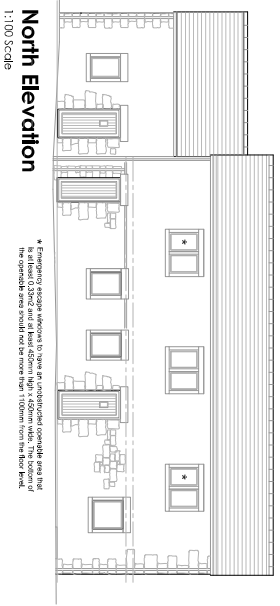 North Elevation
1:100 Scale
* Emergency escape windows to have an unobstructed openable area that
is at least 0.33m2 and at least 450mm high x 450mm wide. The bottom of
the openable area should not be more than 1100mm from the floor level.
*
*